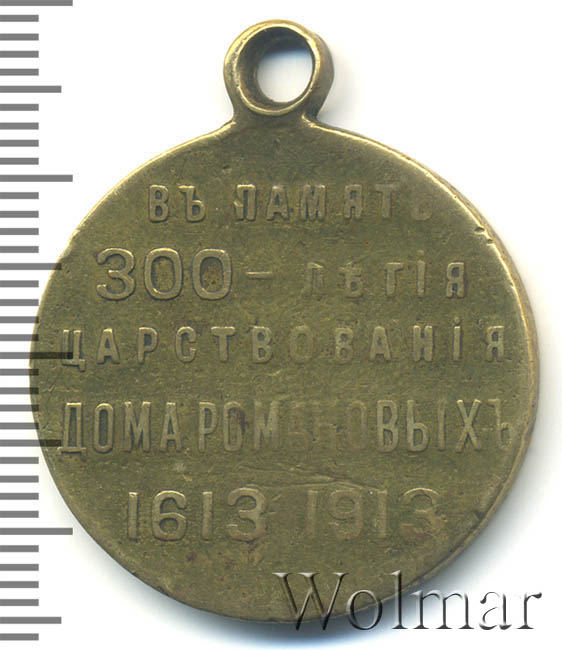 ВЪ ПАМЯТЬ
300-ЛѢТІЯ
ЦАРСТВОВАНІЯ
ДОМА РОМАНОВЫХЪ
1613 1913
Wolmar